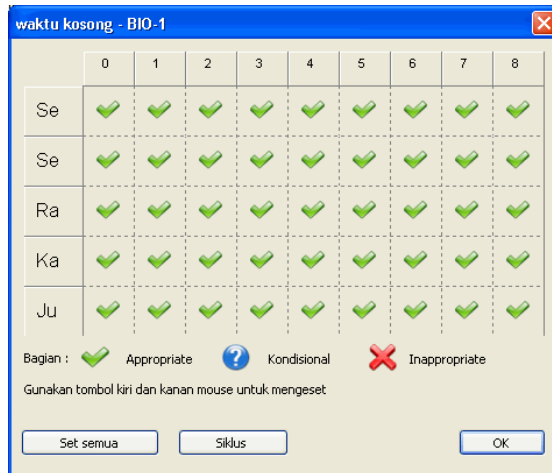 waktu kosong - BIO-1
0 1 2 3 4 5 6 7 8
Se
Se
Ra
Ka
Ju
Bagian : Appropriate Kondisional Inappropriate
Gunakan tombol kiri dan kanan mouse untuk mengeset
Set semua Siklus OK